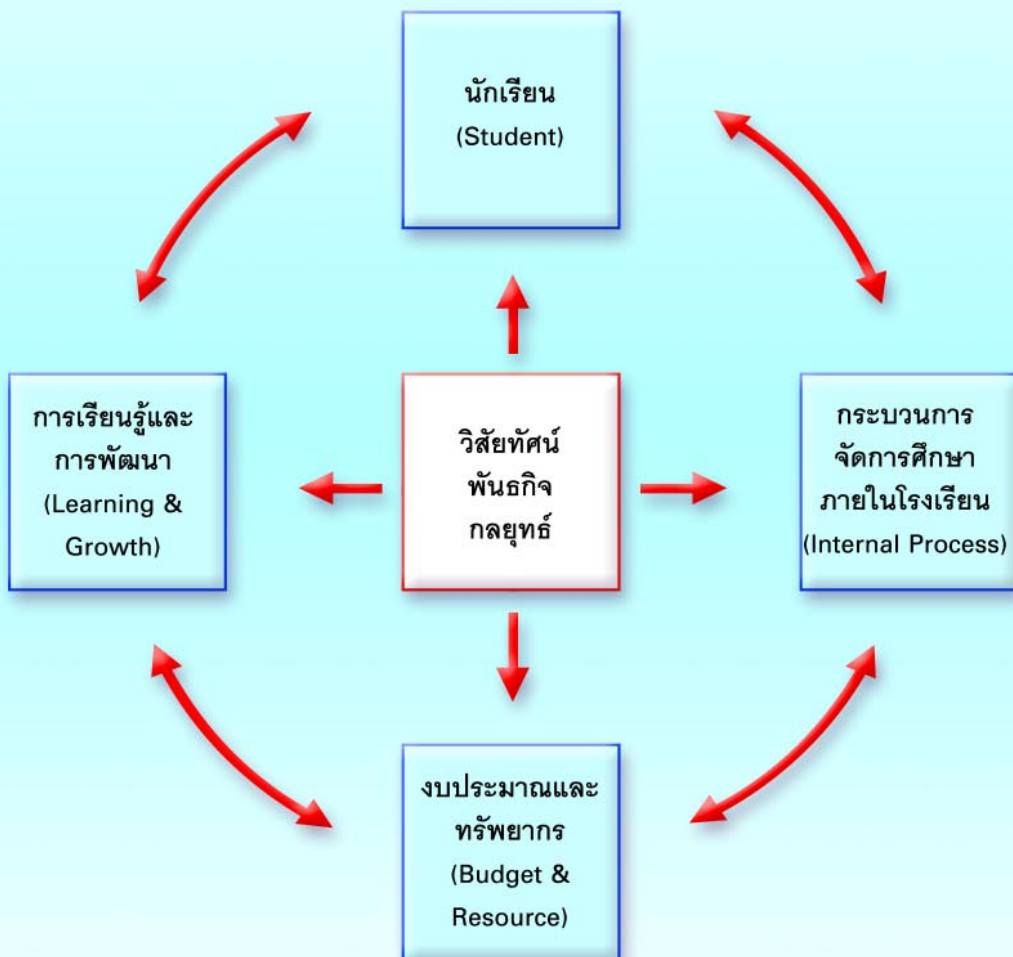 นักเรียน
(Student)
การเรียนรู้และ
การพัฒนา
(Learning &
Growth)
วิสัยทัศน์
พันธกิจ
กลยุทธ์
กระบวนการ
จัดการศึกษา
ภายในโรงเรียน
(Internal Process)
งบประมาณและ
ทรัพยากร
(Budget &
Resource)